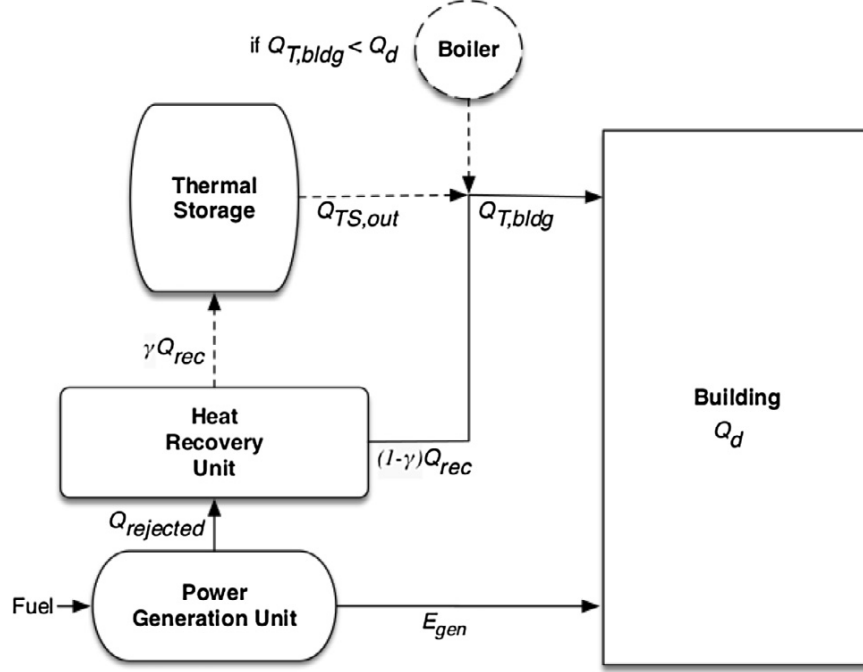 if Q_T,bldg < Q_d
Boiler
Thermal
Storage
Q_TS,out
Q_T,bldg
γQ_rec
Heat
Recovery
Unit
(1-γ)Q_rec
Building
Q_d
Q_rejected
Fuel
Power
Generation Unit
E_gen